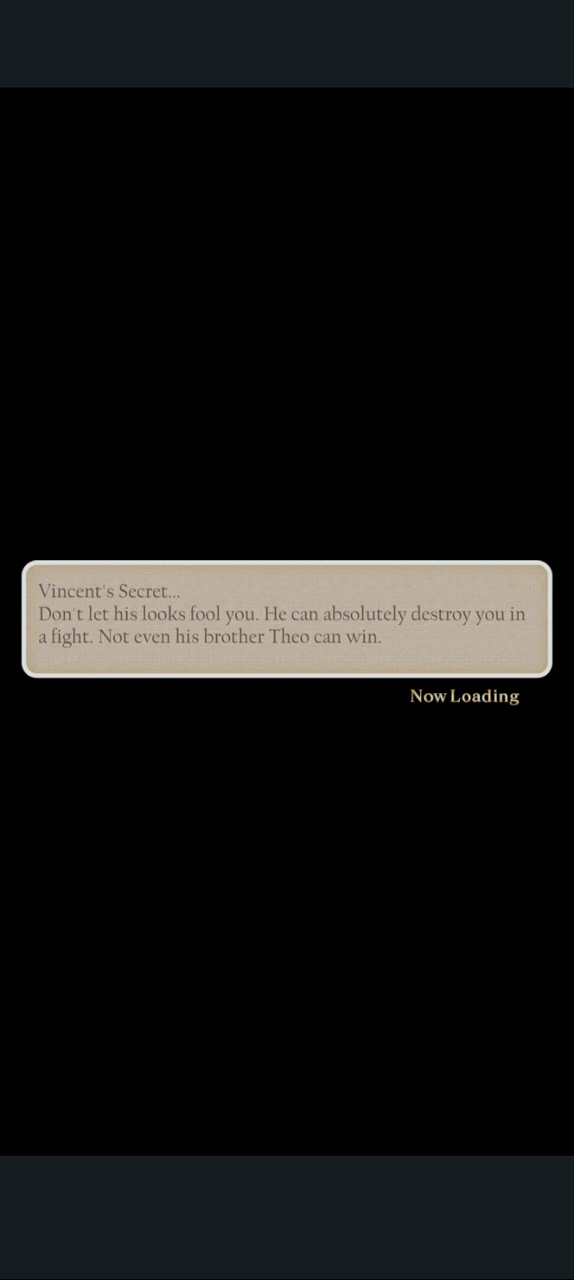 Vincent's Secret...
Don't let his looks fool you. He can absolutely destroy you in
a fight. Not even his brother Theo can win.
Now Loading